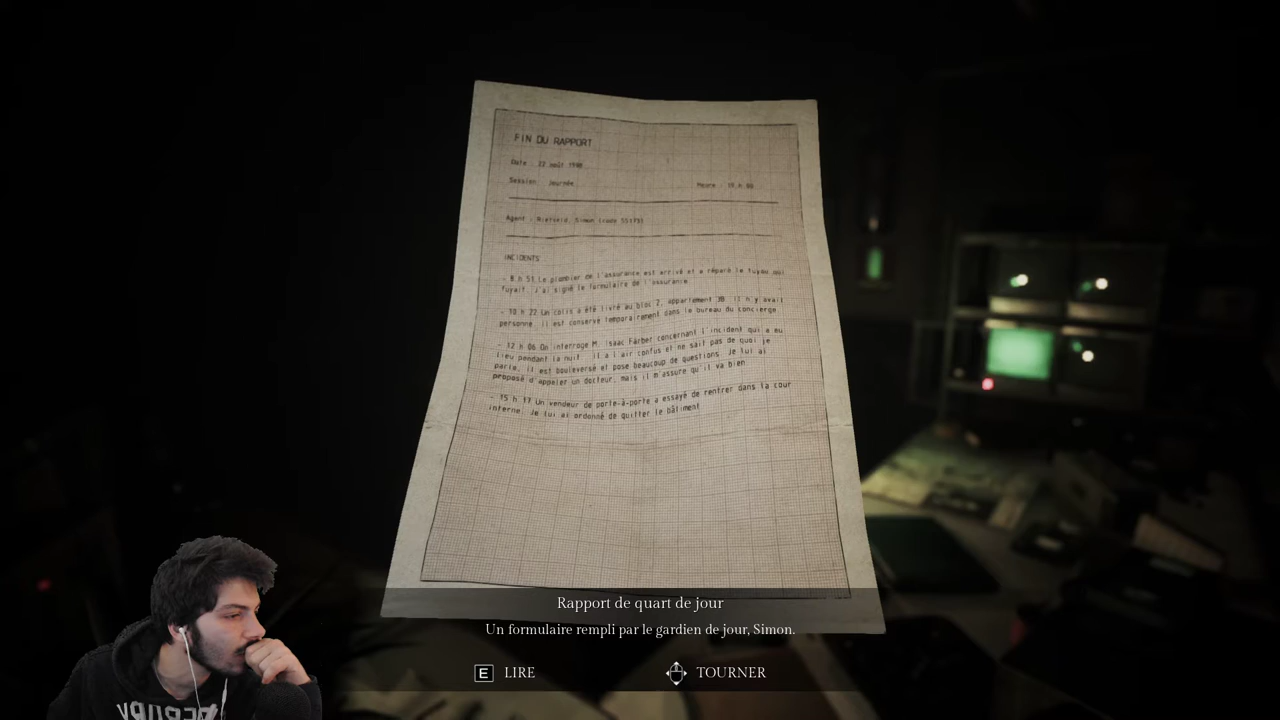 FIN DU RAPPORT
Date : 22 août 1998
Session : Journée
Heure : 18 h 00
Agent : Simon (code
INCIDENTS
- 8 h 51 Le plombier de l'assurance est arrivé et a réparé le tuyau qui
fuyait. J'ai signé le formulaire de l'assurance.
- 10 h 22 Un colis a été livré au bloc 2, appartement 30. Il n'y avait
personne. il est conservé temporairement dans le bureau du concierge
- 12 h 06 On interroge M. Isaac Farber concernant l'incident qui a eu
lieu pendant la nuit. il a l'air confus et ne sait pas de quoi je
parle, il est bouleversé et pose beaucoup de questions. Je lui ai
proposé d'appeler un docteur, mais il m'assure qu'il va bien
- 15 h 17 Un vendeur de porte-à-porte a essayé de rentrer dans la cour
interne. Je lui ai ordonné de quitter le bâtiment
Rapport de quart de jour
Un formulaire rempli par le gardien de jour, Simon.
E LIRE
TOURNER